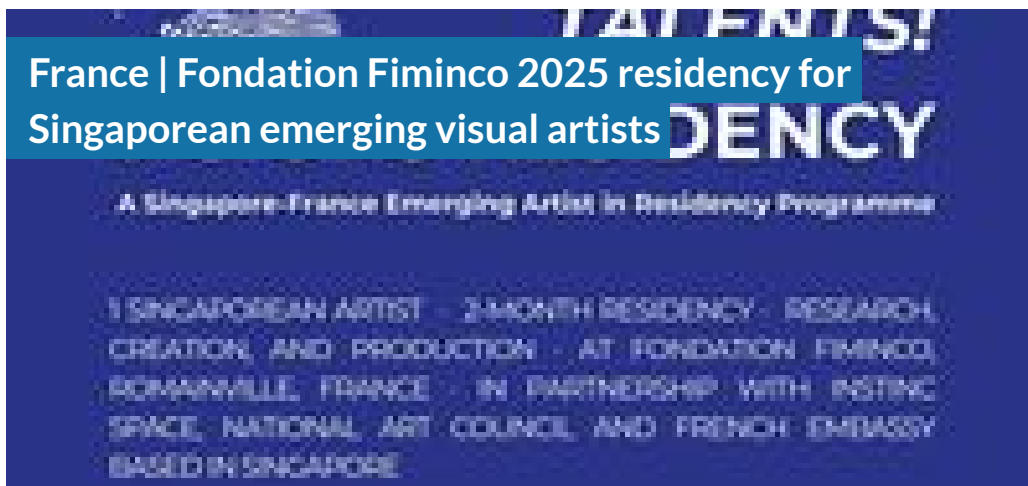 TALENTS!
France | Fondation Fiminco 2025 residency for
Singaporean emerging visual artists
DENCY
A Singapore-France Emerging Artist in Residency Programme
1 SINGAPOREAN ARTIST - 2-MONTH RESIDENCY - RESEARCH,
CREATION, AND PRODUCTION - AT FONDATION FIMINCO,
ROMAINVILLE, FRANCE - IN PARTNERSHIP WITH INSTINC
SPACE, NATIONAL ART COUNCIL AND FRENCH EMBASSY
BASED IN SINGAPORE